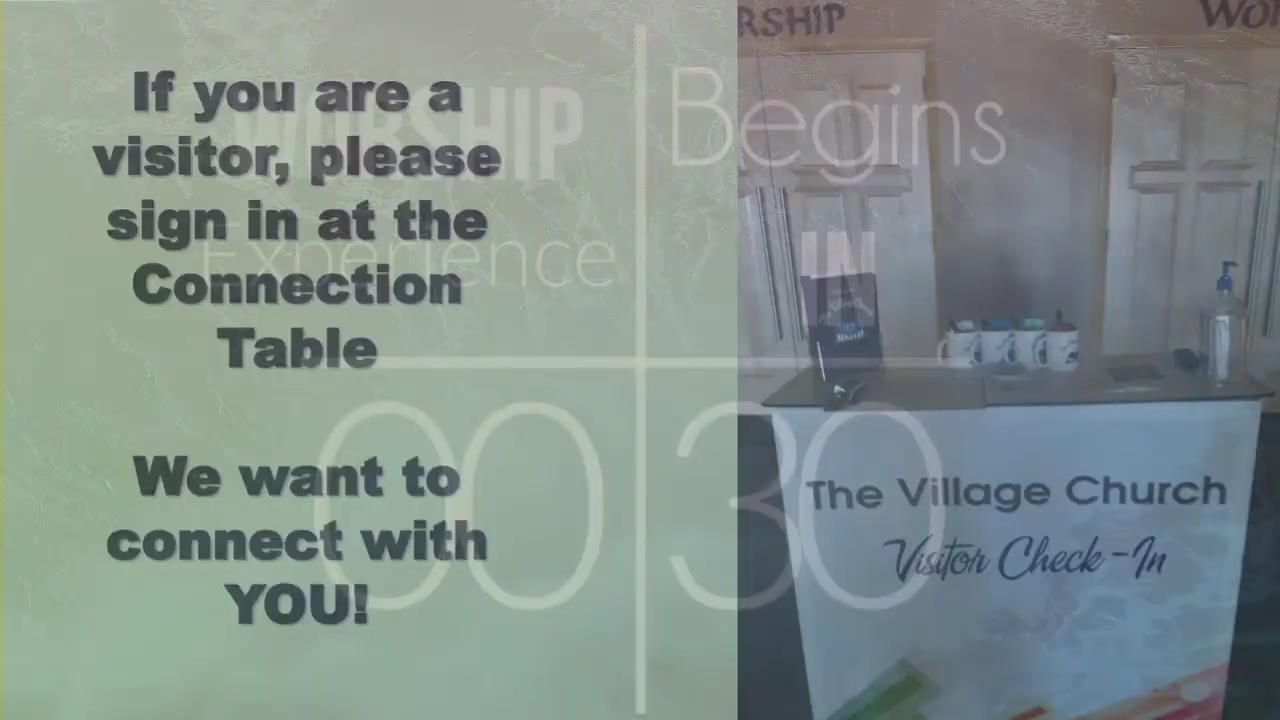 If you are a
visitor, please
sign in at the
Connection
Table
We want to
connect with
YOU!
WORSHIP
Experience
Begins
IN
00
30
RSHIP
The Village Church
Visitor Check-In